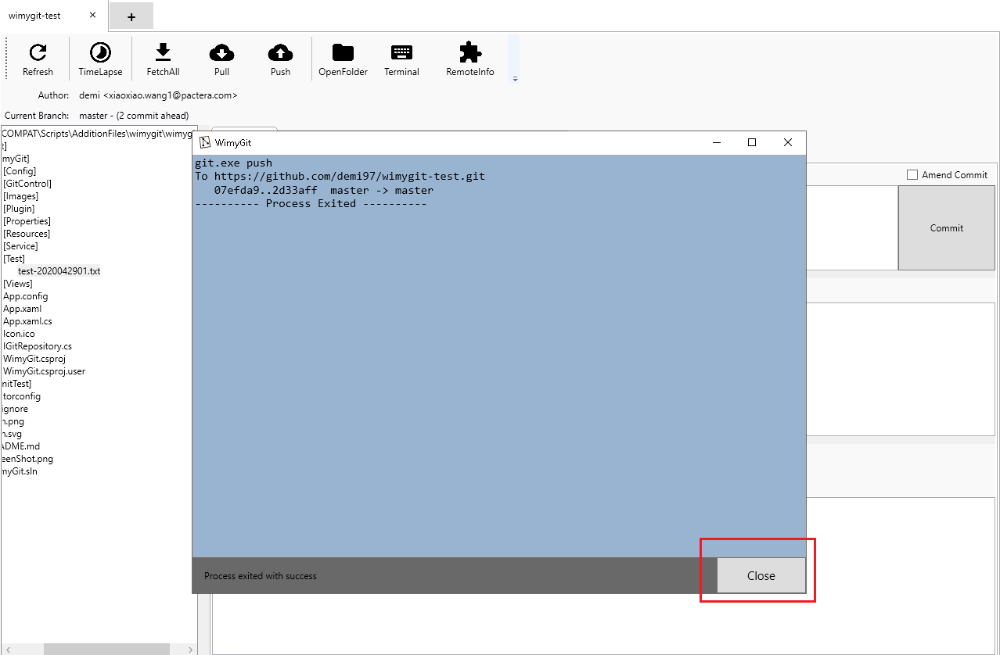 wimygit-test
+
Refresh
TimeLapse
FetchAll
Pull
Push
OpenFolder
Terminal
RemoteInfo
Author: demi <xiaoxiao.wang1@pactera.com>
Current Branch: master - (2 commit ahead)
COMPAT\Scripts\AdditionFiles\wimygit\wimygi
t]
myGit]
[Config]
[GitControl]
[Images]
[Plugin]
[Properties]
[Resources]
[Service]
[Test]
test-2020042901.txt
[Views]
App.config
App.xaml
App.xaml.cs
Icon.ico
IGitRepository.cs
WimyGit.csproj
WimyGit.csproj.user
nitTest]
torconfig
ignore
n.png
n.svg
ADME.md
eenShot.png
myGit.sln
WimyGit
git.exe push
To https://github.com/demi97/wimygit-test.git
07efda9..2d33aff master -> master
---------- Process Exited ----------
Process exited with success
Close
Amend Commit
Commit